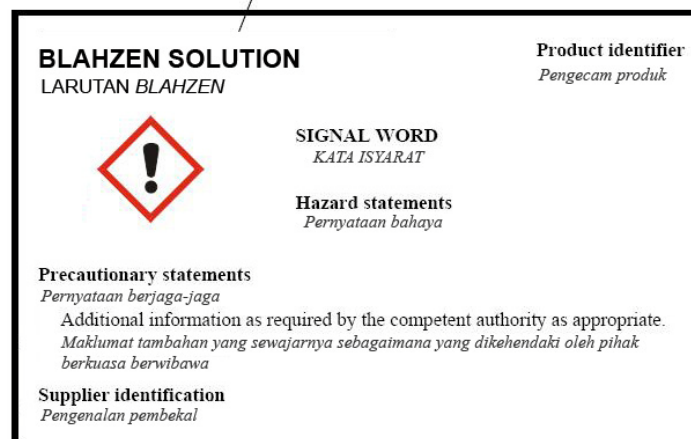 BLAHZEN SOLUTION
LARUTAN BLAHZEN
Product identifier
Pengecam produk
SIGNAL WORD
KATA ISYARAT
Hazard statements
Pernyataan bahaya
Precautionary statements
Pernyataan berjaga-jaga
Additional information as required by the competent authority as appropriate.
Maklumat tambahan yang sewajarnya sebagaimana yang dikehendaki oleh pihak
berkuasa berwibawa
Supplier identification
Pengenalan pembekal